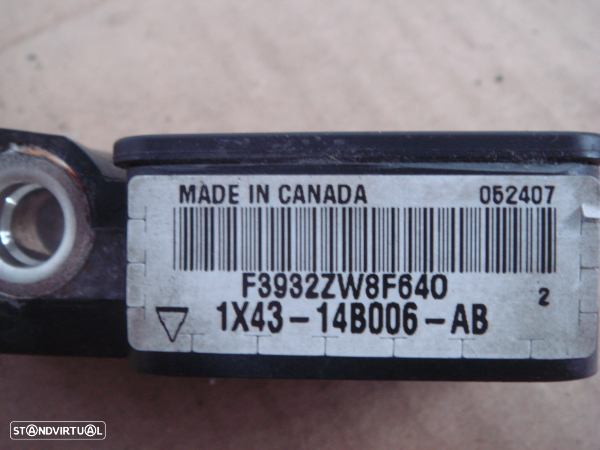 MADE IN CANADA 052407
F3932ZW8F640
2
1X43-14B006-AB
STANDVIRTUAL